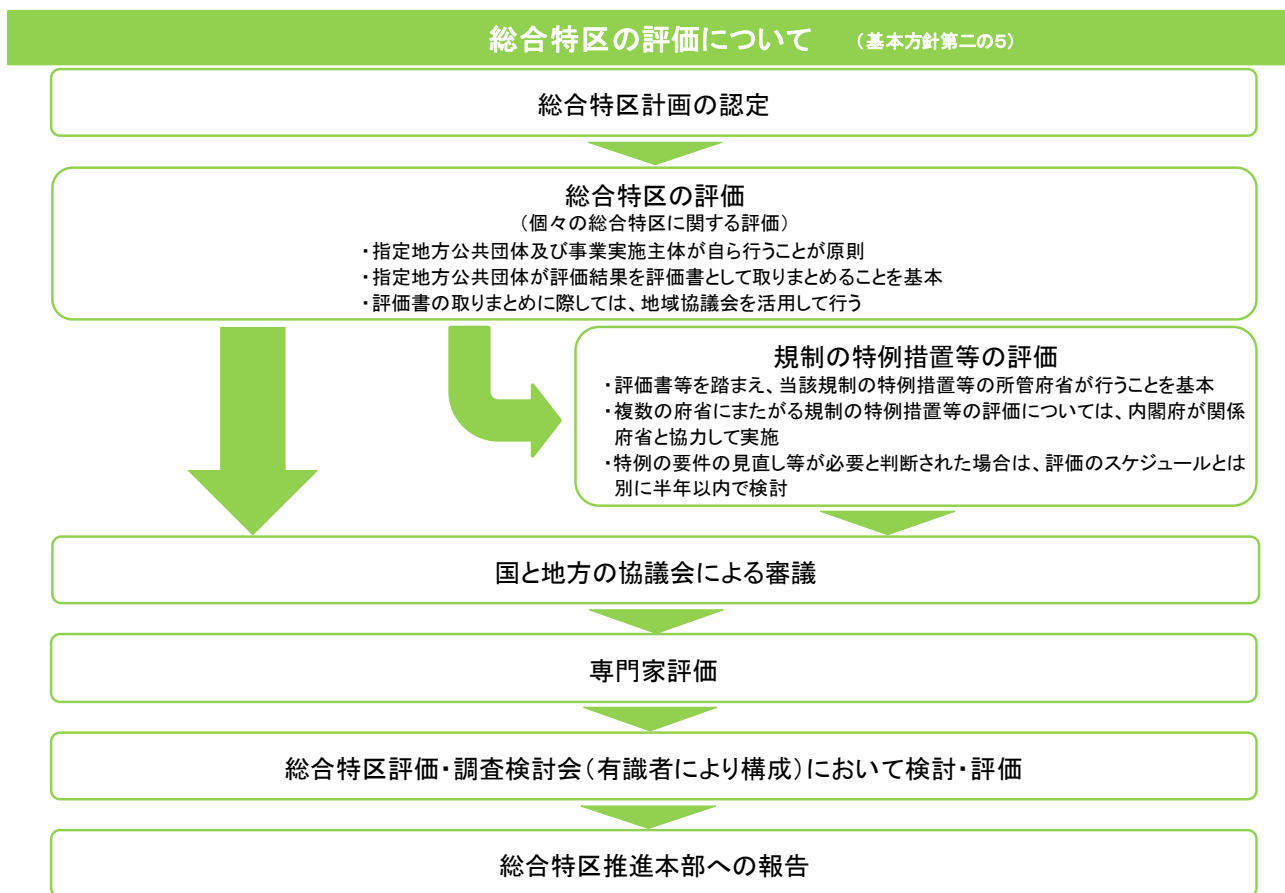 総合特区の評価について （基本方針第二の５）
総合特区計画の認定
総合特区の評価
（個々の総合特区に関する評価）
・指定地方公共団体及び事業実施主体が自ら行うことが原則
・指定地方公共団体が評価結果を評価書として取りまとめることを基本
・評価書の取りまとめに際しては、地域協議会を活用して行う
規制の特例措置等の評価
・評価書等を踏まえ、当該規制の特例措置等の所管府省が行うことを基本
・複数の府省にまたがる規制の特例措置等の評価については、内閣府が関係
府省と協力して実施
・特例の要件の見直し等が必要と判断された場合は、評価のスケジュールとは
別に半年以内で検討
国と地方の協議会による審議
専門家評価
総合特区評価・調査検討会（有識者により構成）において検討・評価
総合特区推進本部への報告